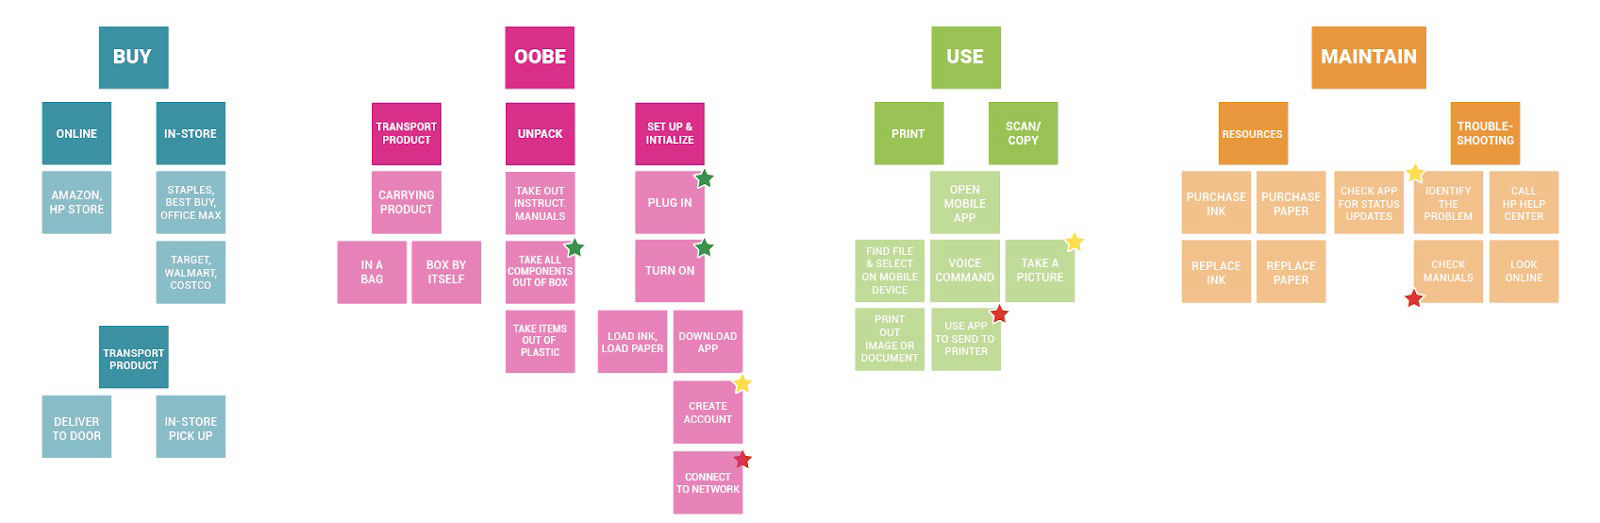 BUY
ONLINE
IN-STORE
AMAZON,
HP STORE
STAPLES,
BEST BUY,
OFFICE MAX
TARGET,
WALMART,
COSTCO
TRANSPORT
PRODUCT
DELIVER
TO DOOR
IN-STORE
PICK UP
OOBE
TRANSPORT
PRODUCT
CARRYING
PRODUCT
IN A
BAG
BOX BY
ITSELF
UNPACK
TAKE OUT
INSTRUCT.
MANUALS
TAKE ALL
COMPONENTS
OUT OF BOX
TAKE ITEMS
OUT OF
PLASTIC
SET UP &
INTIALIZE
PLUG IN
TURN ON
LOAD INK,
LOAD PAPER
DOWNLOAD
APP
CREATE
ACCOUNT
CONNECT
TO NETWORK
USE
PRINT
SCAN/
COPY
OPEN
MOBILE
APP
FIND FILE
& SELECT
ON MOBILE
DEVICE
VOICE
COMMAND
TAKE A
PICTURE
PRINT
OUT
IMAGE OR
DOCUMENT
USE APP
TO SEND TO
PRINTER
MAINTAIN
RESOURCES
PURCHASE
INK
PURCHASE
PAPER
CHECK APP
FOR STATUS
UPDATES
REPLACE
INK
REPLACE
PAPER
TROUBLE-
SHOOTING
IDENTIFY
THE
PROBLEM
CALL
HP HELP
CENTER
CHECK
MANUALS
LOOK
ONLINE